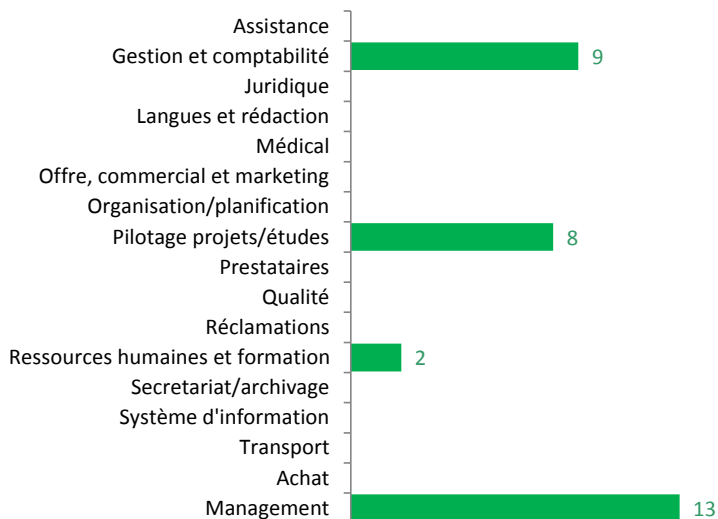 Assistance
Gestion et comptabilité 9
Juridique
Langues et rédaction
Médical
Offre, commercial et marketing
Organisation/planification
Pilotage projets/études 8
Prestataires
Qualité
Réclamations
Ressources humaines et formation 2
Secretariat/archivage
Système d'information
Transport
Achat
Management 13